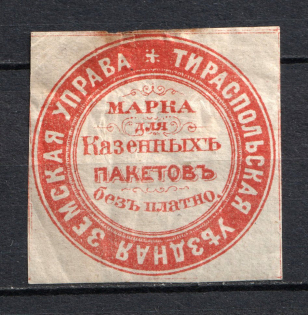 ТИРАСПОЛЬСКАЯ УѢЗДНАЯ ЗЕМСКАЯ УПРАВА
МАРКА
для
Казенныхъ
ПАКЕТОВЪ
безъ платно.